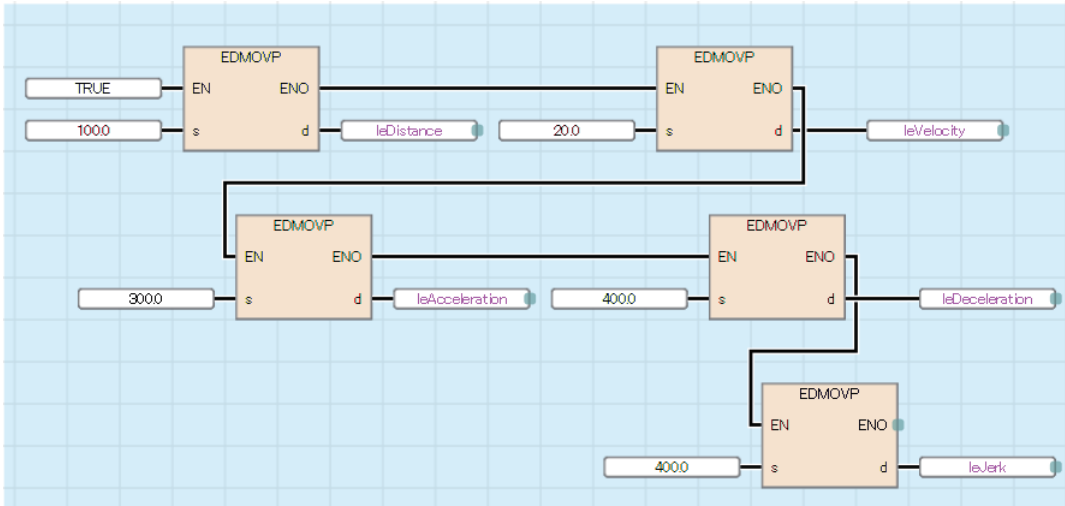 EDMOVP EDMOVP
TRUE EN ENO EN ENO
100.0 s d leDistance 20.0 s d leVelocity
EDMOVP EDMOVP
EN ENO EN ENO
300.0 s d leAcceleration 400.0 s d leDeceleration
EDMOVP
EN ENO
400.0 s d leJerk